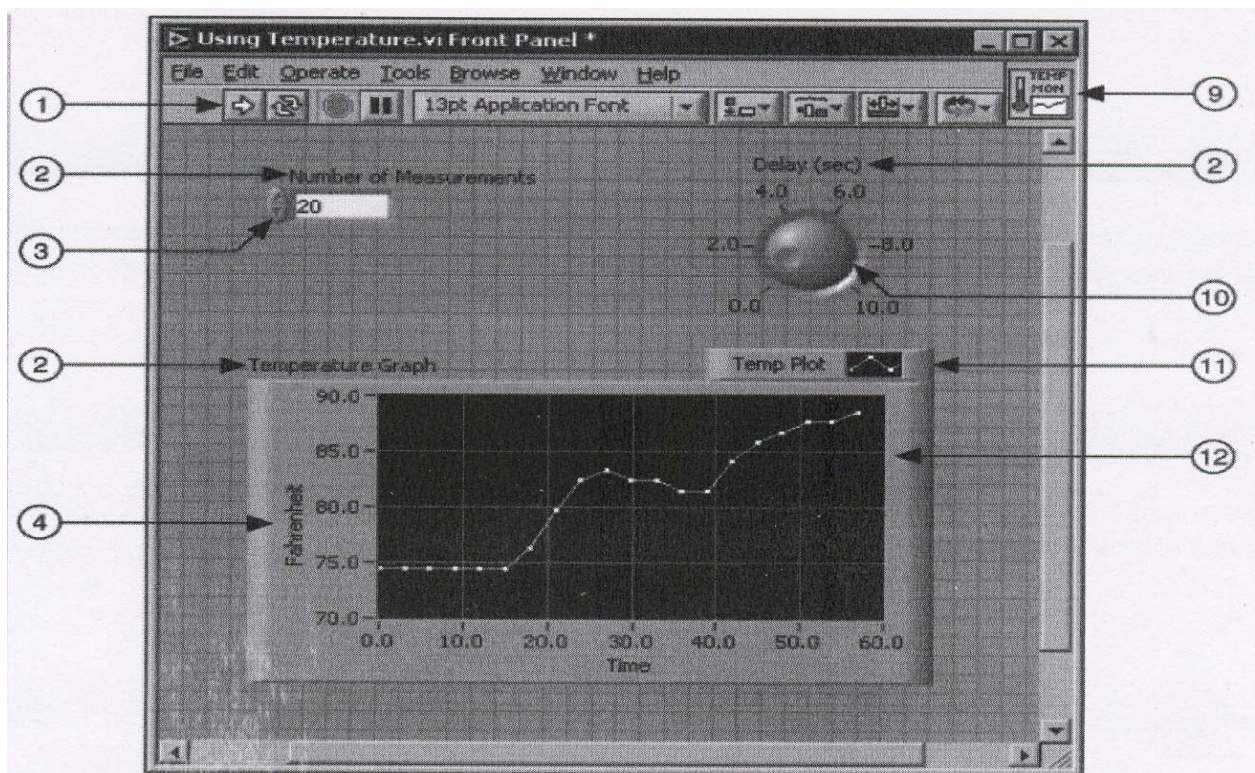 Using Temperature.vi Front Panel *
File Edit Operate Tools Browse Window Help
TEMP
MON
1
13pt Application Font
9
2
Number of Measurements
Delay (sec)
2
4.0 6.0
20
3
2.0 8.0
10
0.0 10.0
2
Temperature Graph
Temp Plot
11
90.0
85.0
12
80.0
4
Fahrenheit
75.0
70.0
0.0 10.0 20.0 30.0 40.0 50.0 60.0
Time